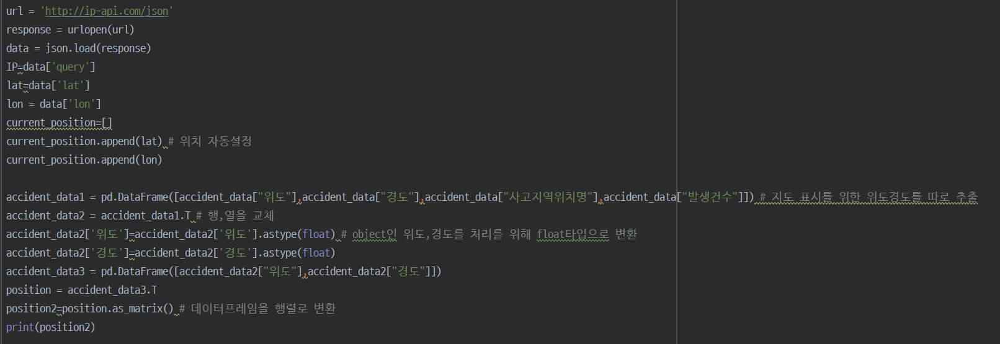 url = 'http://ip-api.com/json'
response = urlopen(url)
data = json.load(response)
IP=data['query']
lat=data['lat']
lon = data['lon']
current_position=[]
current_position.append(lat) # 위치 자동설정
current_position.append(lon)
accident_data1 = pd.DataFrame([accident_data["위도"],accident_data["경도"],accident_data["사고지역위치명"],accident_data["발생건수"]]) # 지도 표시를 위한 위도경도를 따로 추출
accident_data2 = accident_data1.T # 행,열을 교체
accident_data2['위도']=accident_data2['위도'].astype(float) # object인 위도,경도를 처리를 위해 float타입으로 변환
accident_data2['경도']=accident_data2['경도'].astype(float)
accident_data3 = pd.DataFrame([accident_data2["위도"],accident_data2["경도"]])
position = accident_data3.T
position2=position.as_matrix() # 데이터프레임을 행렬로 변환
print(position2)